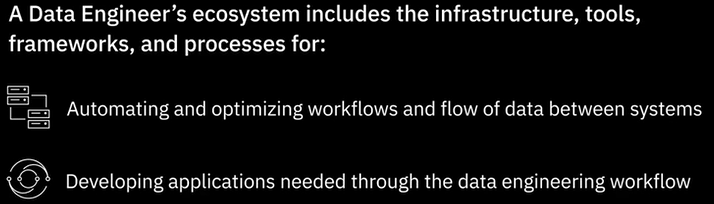 A Data Engineer’s ecosystem includes the infrastructure, tools,
frameworks, and processes for:
Automating and optimizing workflows and flow of data between systems
Developing applications needed through the data engineering workflow